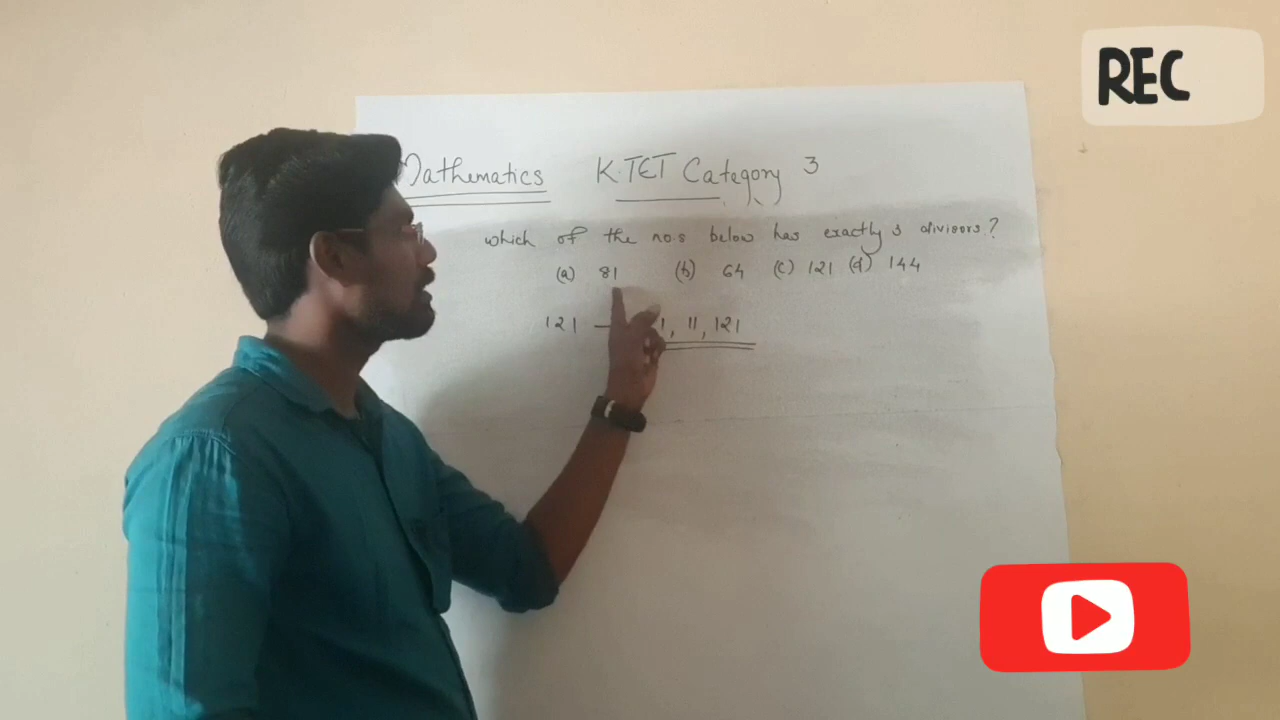 REC
Mathematics K.TET Category 3
which of the no.s below has exactly 3 divisors?
(a) 81 (b) 64 (c) 121 (d) 144
121 — 1, 11, 121